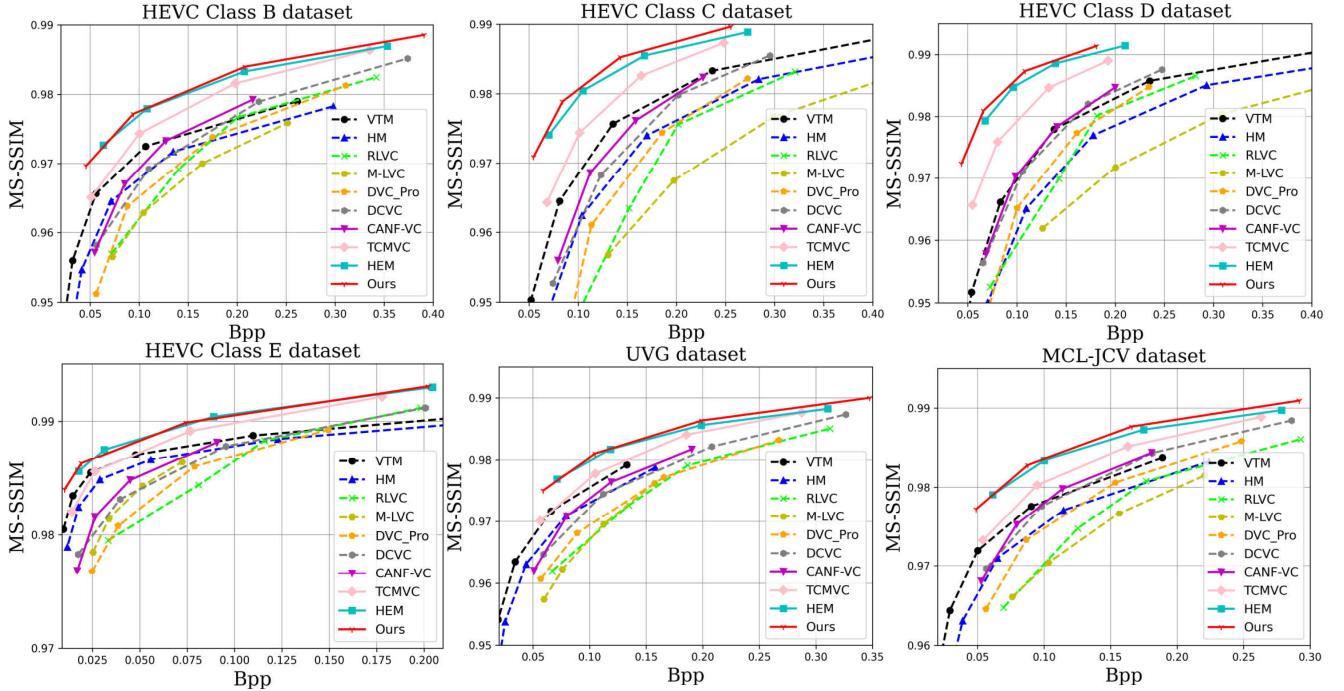 HEVC Class B dataset
MS-SSIM
0.99
0.98
0.97
0.96
0.95
VTM
HM
RLVC
M-LVC
DVC_Pro
DCVC
CANF-VC
TCMVC
HEM
Ours
0.00 0.05 0.10 0.15 0.20 0.25 0.30 0.35 0.40
Bpp
HEVC Class C dataset
MS-SSIM
0.99
0.98
0.97
0.96
0.95
VTM
HM
RLVC
M-LVC
DVC_Pro
DCVC
CANF-VC
TCMVC
HEM
Ours
0.00 0.05 0.10 0.15 0.20 0.25 0.30 0.35 0.40
Bpp
HEVC Class D dataset
MS-SSIM
0.99
0.98
0.97
0.96
0.95
VTM
HM
RLVC
M-LVC
DVC_Pro
DCVC
CANF-VC
TCMVC
HEM
Ours
0.00 0.05 0.10 0.15 0.20 0.25 0.30 0.35 0.40
Bpp
HEVC Class E dataset
MS-SSIM
0.99
0.98
0.97
VTM
HM
RLVC
M-LVC
DVC_Pro
DCVC
CANF-VC
TCMVC
HEM
Ours
0.025 0.050 0.075 0.100 0.125 0.150 0.175 0.200
Bpp
UVG dataset
MS-SSIM
0.99
0.98
0.97
0.96
0.95
VTM
HM
RLVC
M-LVC
DVC_Pro
DCVC
CANF-VC
TCMVC
HEM
Ours
0.05 0.10 0.15 0.20 0.25 0.30 0.35
Bpp
MCL-JCV dataset
MS-SSIM
0.99
0.98
0.97
0.96
VTM
HM
RLVC
M-LVC
DVC_Pro
DCVC
CANF-VC
TCMVC
HEM
Ours
0.05 0.10 0.15 0.20 0.25 0.30
Bpp